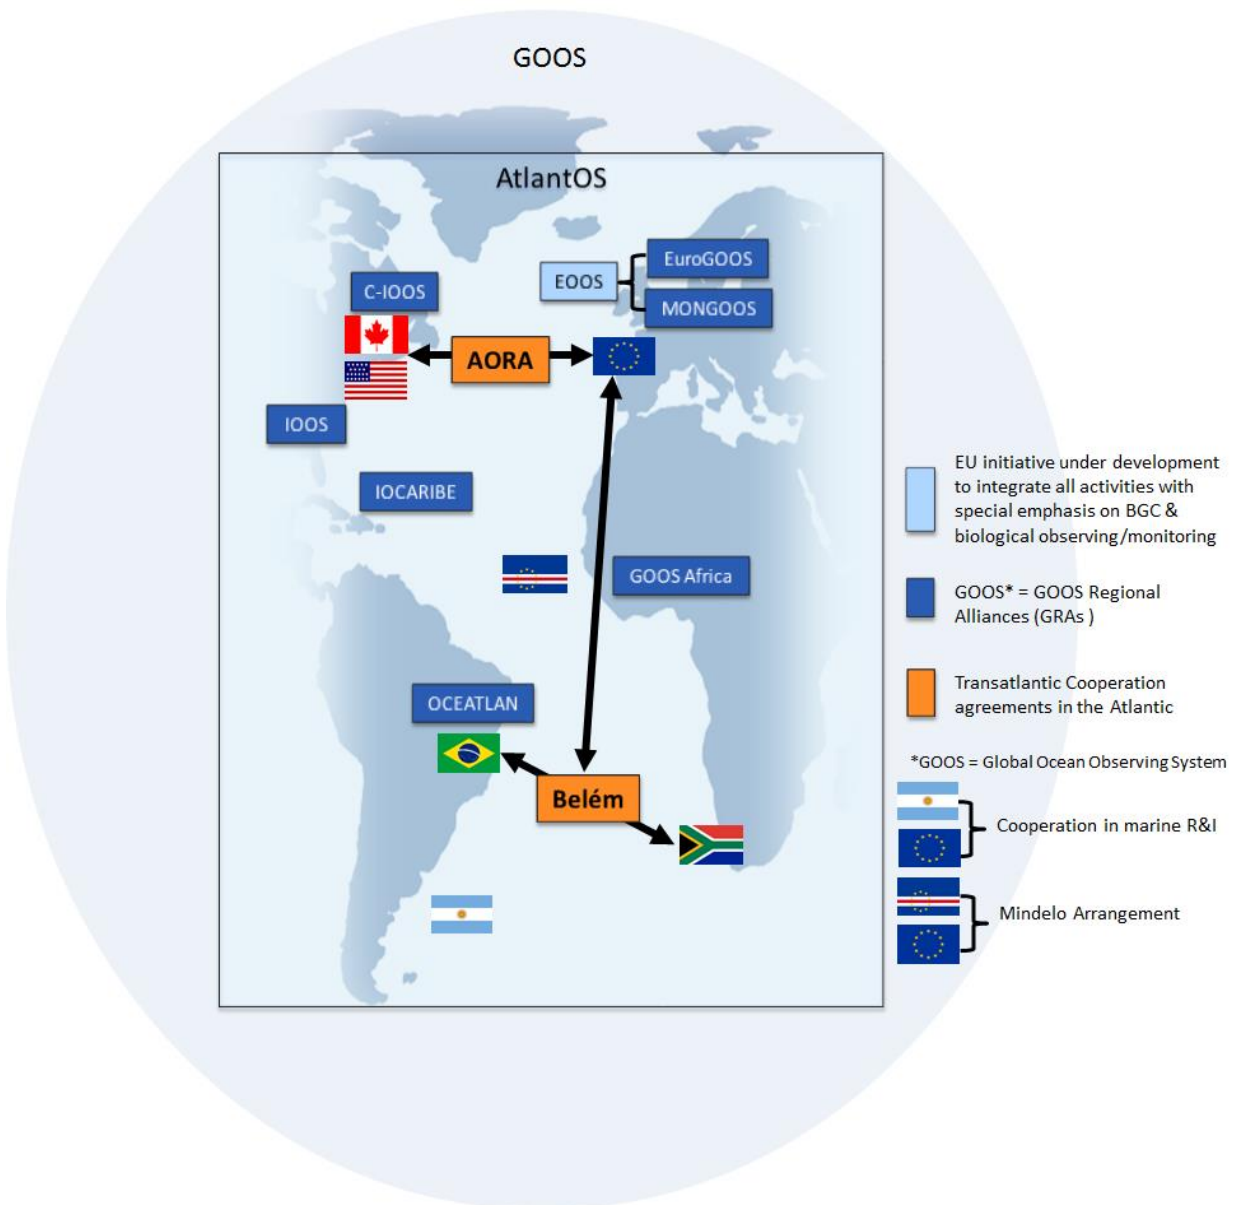 GOOS
AtlantOS
EuroGOOS
EOOS
C-IOOS
MONGOOS
AORA
IOOS
IOCARIBE
GOOS Africa
OCEATLAN
Belém
EU initiative under development
to integrate all activities with
special emphasis on BGC &
biological observing/monitoring
GOOS* = GOOS Regional
Alliances (GRAs )
Transatlantic Cooperation
agreements in the Atlantic
*GOOS = Global Ocean Observing System
Cooperation in marine R&I
Mindelo Arrangement